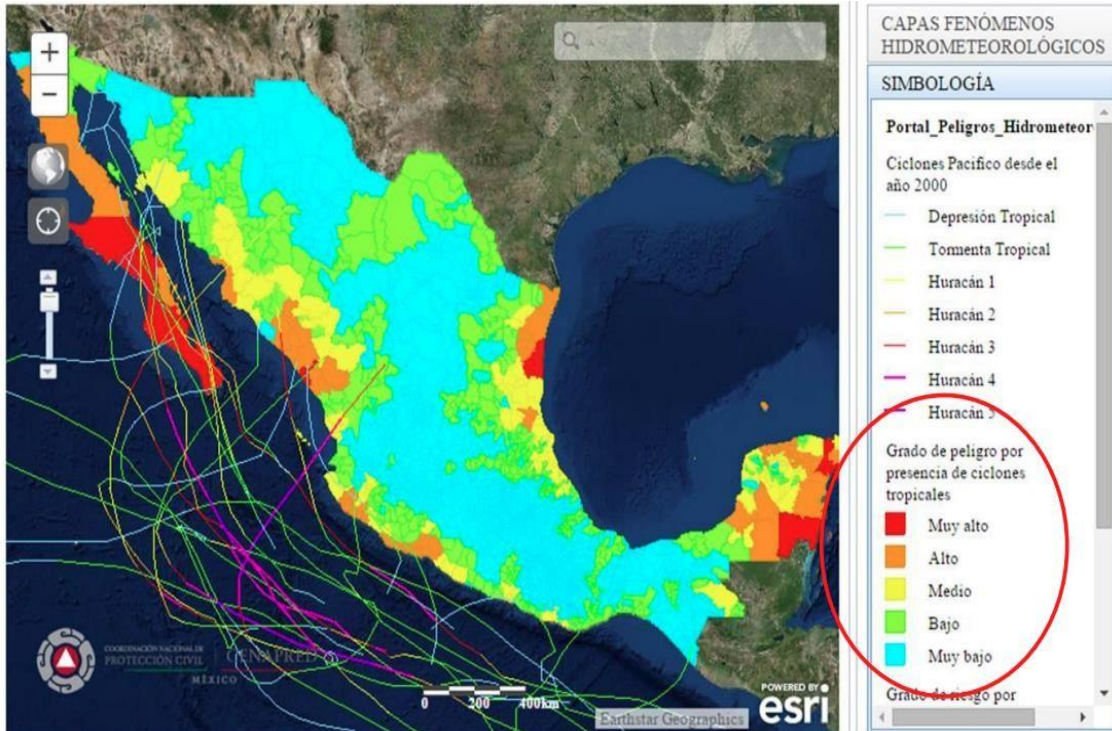 +
−
COORDINACIÓN NACIONAL DE
PROTECCIÓN CIVIL
MÉXICO
CENAPRED
0 200 400km
Earthstar Geographics
POWERED BY
esri
CAPAS FENÓMENOS
HIDROMETEOROLÓGICOS
SIMBOLOGÍA
Portal_Peligros_Hidrometeor
Ciclones Pacifico desde el
año 2000
Depresión Tropical
Tormenta Tropical
Huracán 1
Huracán 2
Huracán 3
Huracán 4
Huracán 5
Grado de peligro por
presencia de ciclones
tropicales
Muy alto
Alto
Medio
Bajo
Muy bajo
Grado de riesgo por